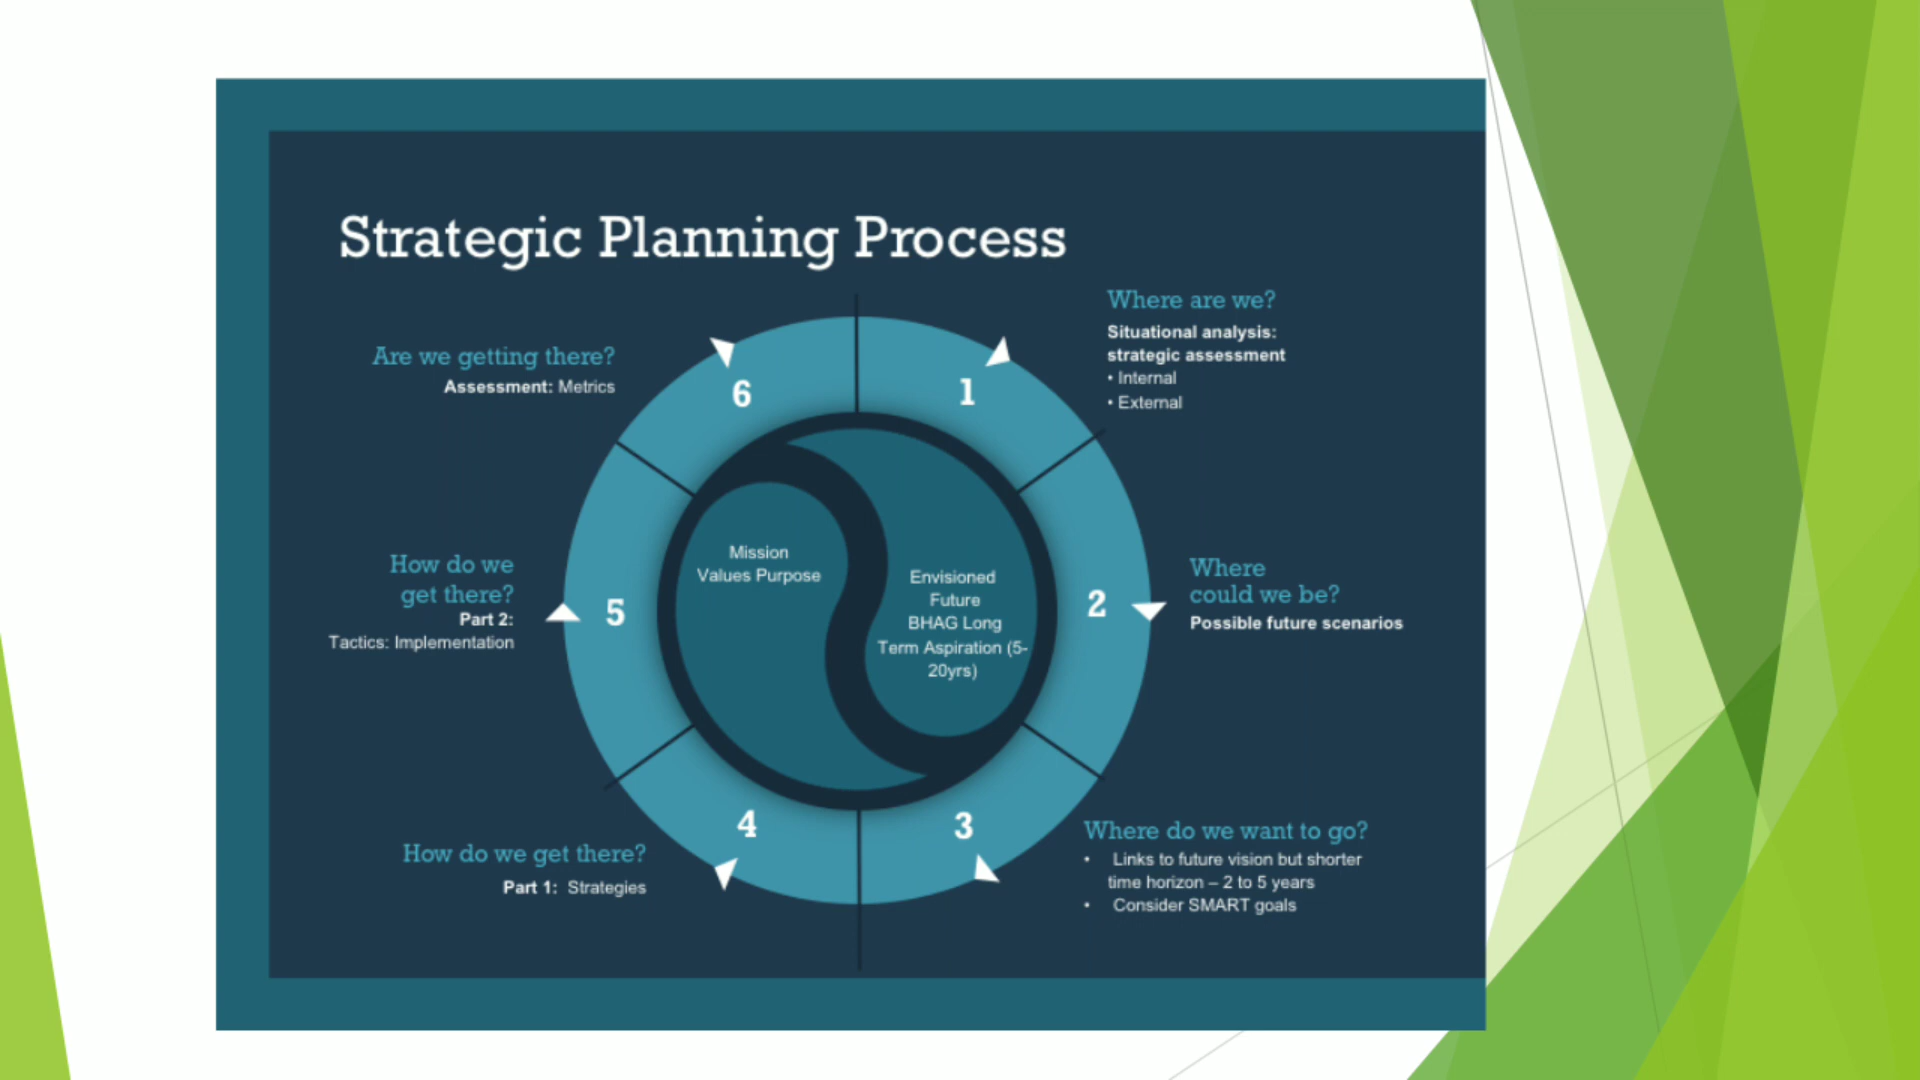 Strategic Planning Process
1
Where are we?
Situational analysis:
strategic assessment
• Internal
• External
2
Where
could we be?
Possible future scenarios
3
Where do we want to go?
• Links to future vision but shorter
time horizon – 2 to 5 years
• Consider SMART goals
4
How do we get there?
Part 1: Strategies
5
How do we
get there?
Part 2:
Tactics: Implementation
6
Are we getting there?
Assessment: Metrics
Mission
Values Purpose
Envisioned
Future
BHAG Long
Term Aspiration (5-
20yrs)